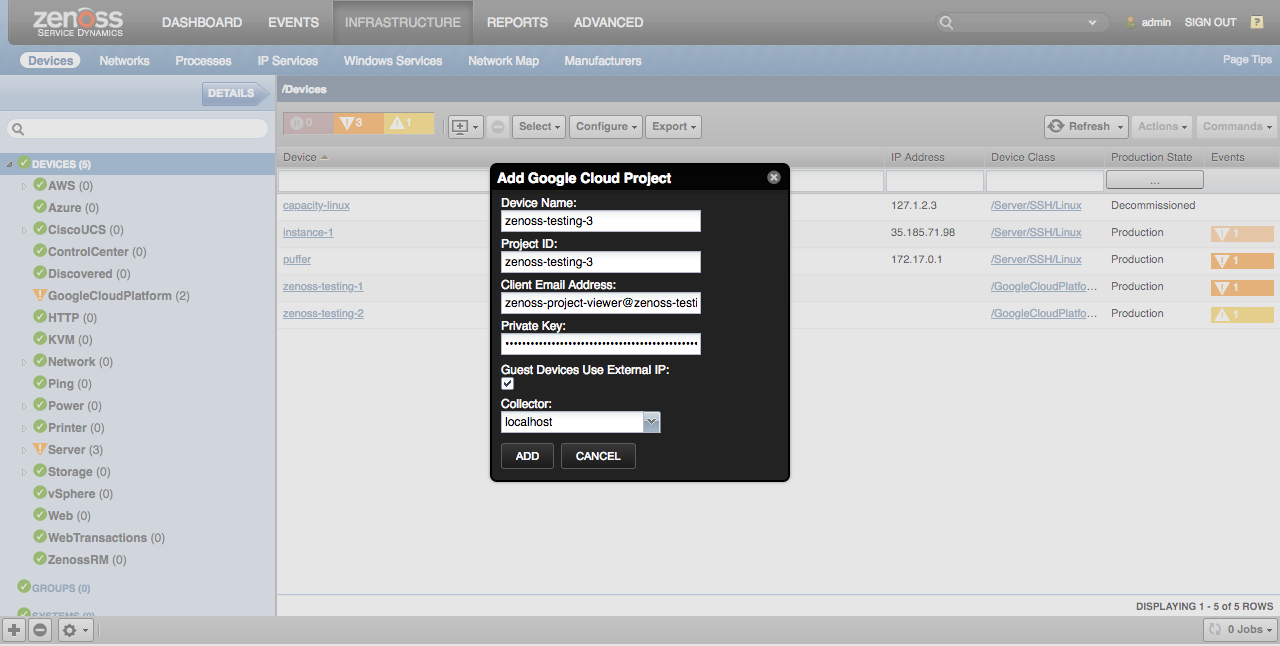 zenoss
SERVICE DYNAMICS
DASHBOARD EVENTS INFRASTRUCTURE REPORTS ADVANCED admin SIGN OUT ?
Devices Networks Processes IP Services Windows Services Network Map Manufacturers Page Tips
DETAILS
/Devices
0 3 1 Select Configure Export Refresh Actions Commands
Device IP Address Device Class Production State Events
...
capacity-linux 127.1.2.3 /Server/SSH/Linux Decommissioned
instance-1 35.185.71.98 /Server/SSH/Linux Production 1
puffer 172.17.0.1 /Server/SSH/Linux Production 1
zenoss-testing-1 /GoogleCloudPlatfo... Production 1
zenoss-testing-2 /GoogleCloudPlatfo... Production 1
DEVICES (5)
AWS (0)
Azure (0)
CiscoUCS (0)
ControlCenter (0)
Discovered (0)
GoogleCloudPlatform (2)
HTTP (0)
KVM (0)
Network (0)
Ping (0)
Power (0)
Printer (0)
Server (3)
Storage (0)
vSphere (0)
Web (0)
WebTransactions (0)
ZenossRM (0)
GROUPS (0)
SYSTEMS (0)
Add Google Cloud Project
Device Name:
zenoss-testing-3
Project ID:
zenoss-testing-3
Client Email Address:
zenoss-project-viewer@zenoss-testi
Private Key:
Guest Devices Use External IP:
Collector:
localhost
ADD CANCEL
DISPLAYING 1 - 5 of 5 ROWS
0 Jobs